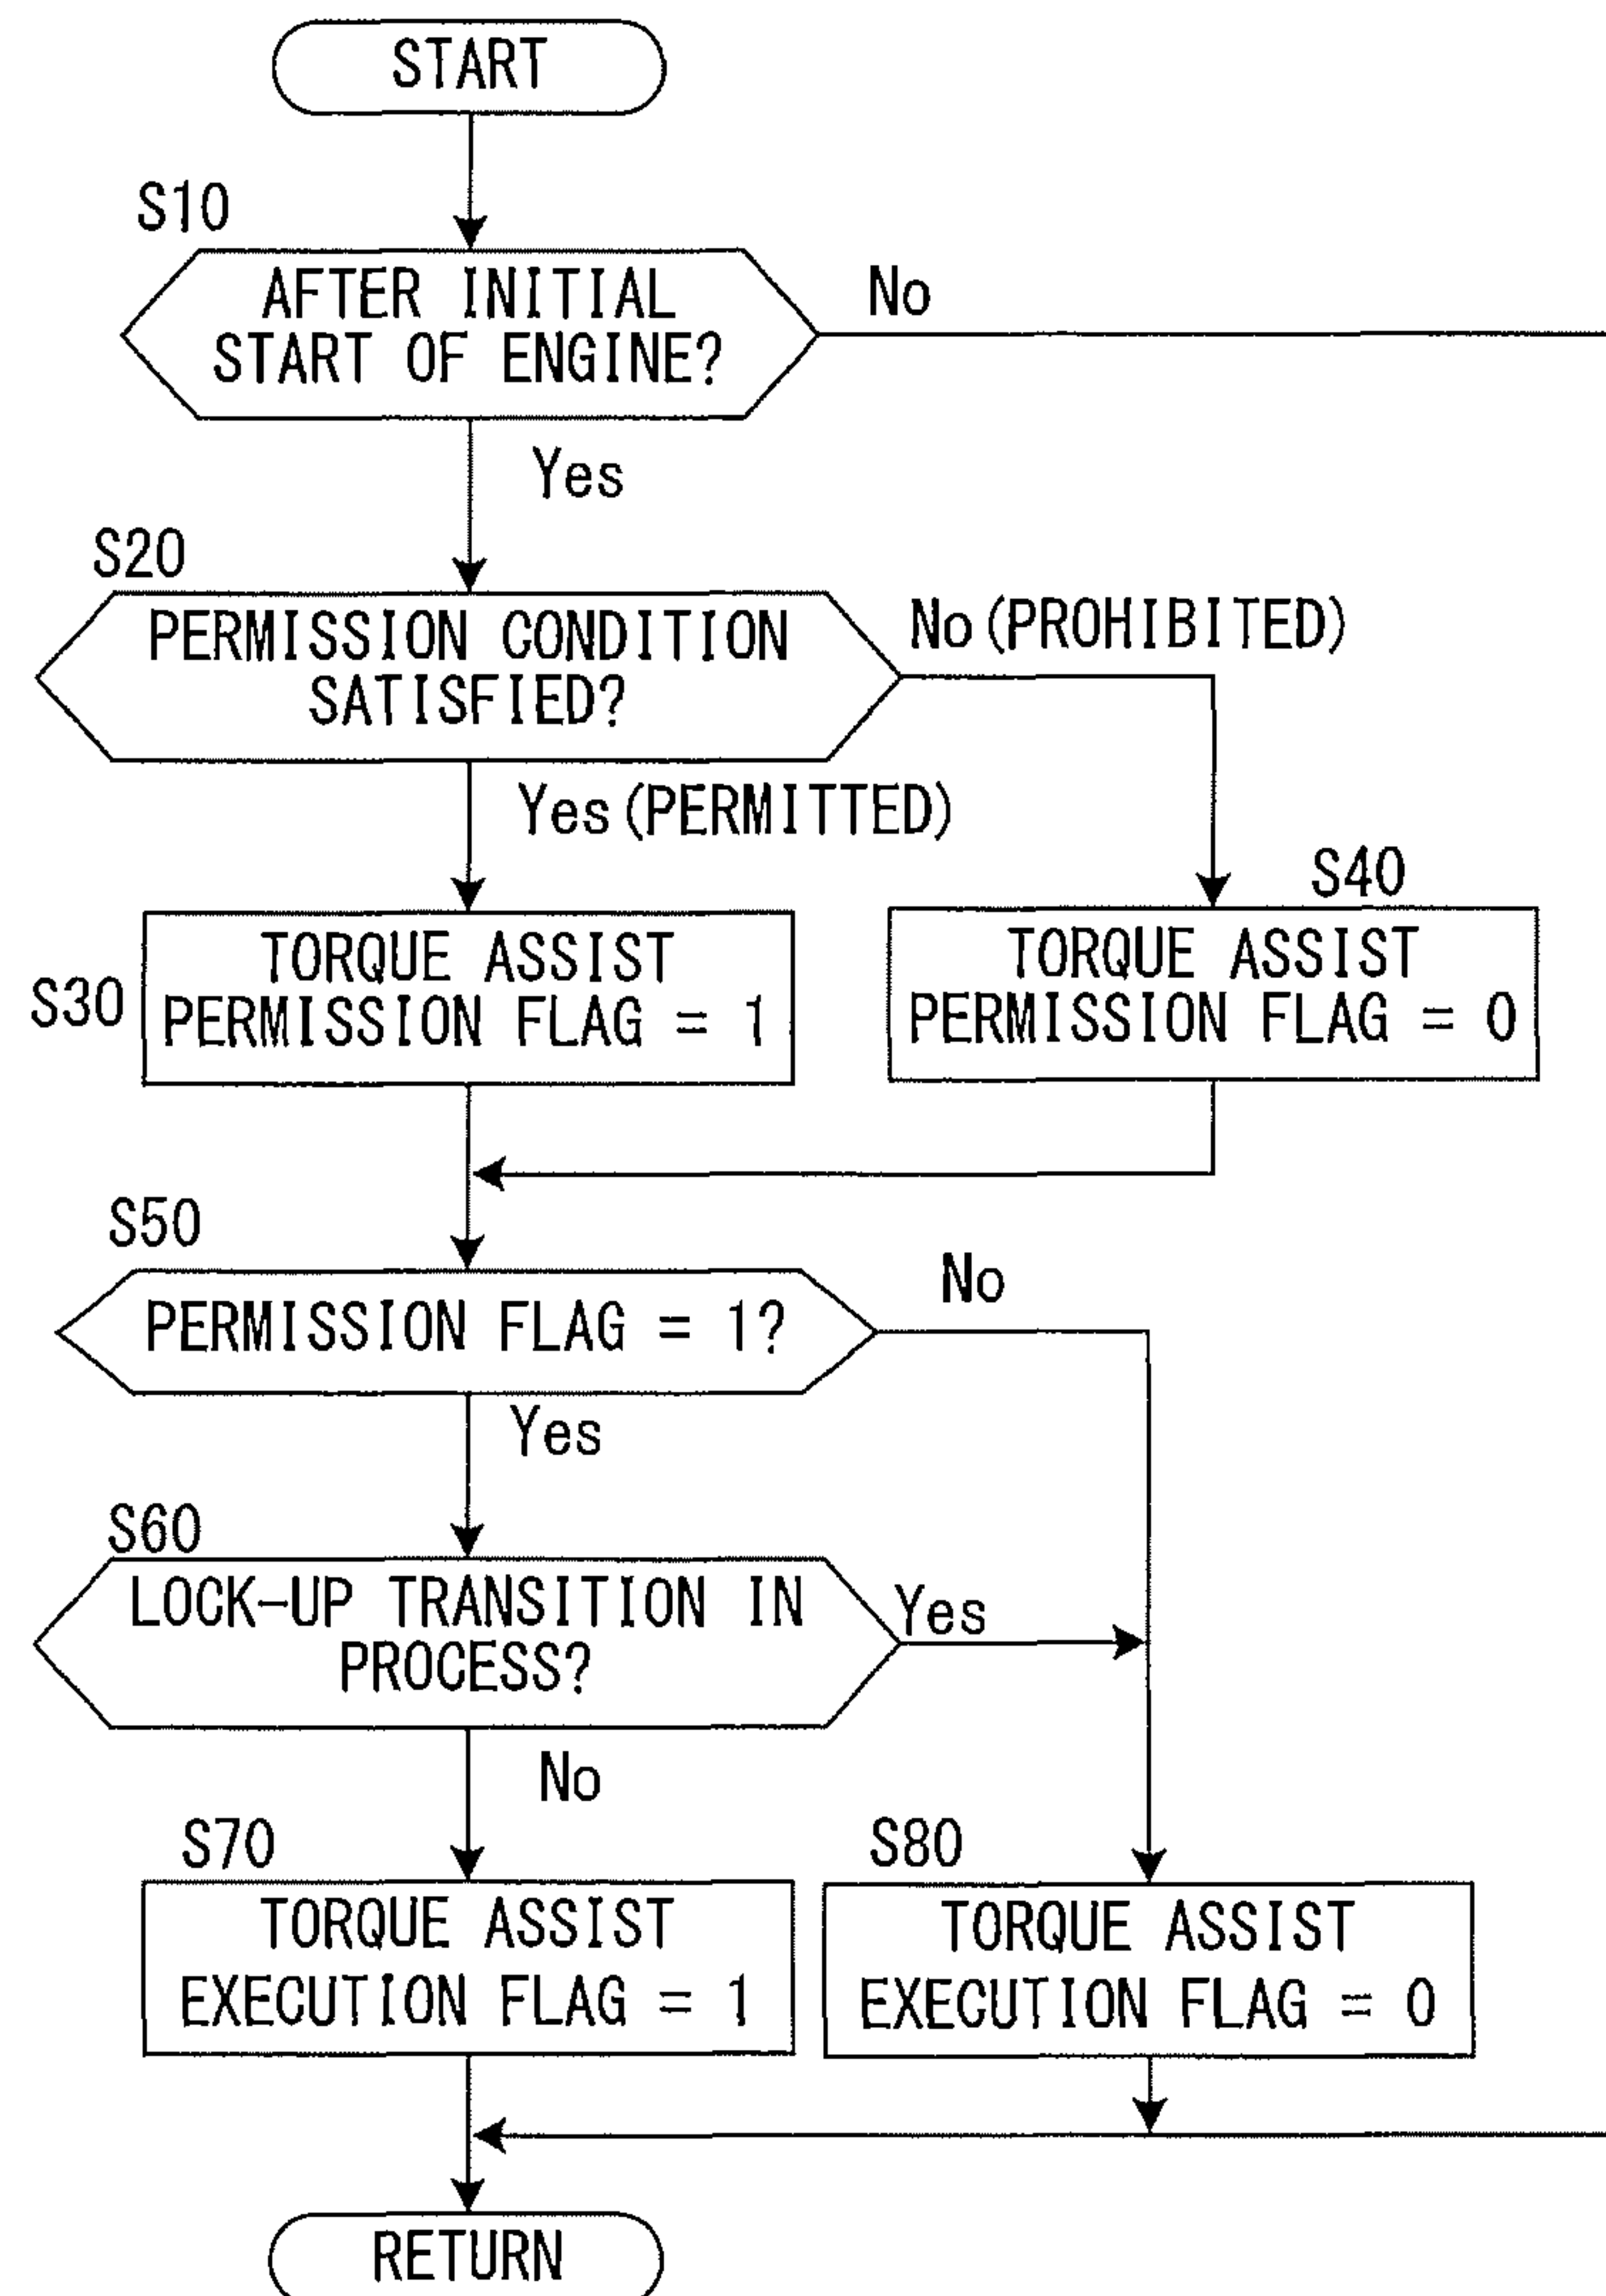 START
S10
AFTER INITIAL
START OF ENGINE?
No
Yes
S20
PERMISSION CONDITION
SATISFIED?
No (PROHIBITED)
Yes (PERMITTED)
S30
TORQUE ASSIST
PERMISSION FLAG = 1
S40
TORQUE ASSIST
PERMISSION FLAG = 0
S50
PERMISSION FLAG = 1?
No
Yes
S60
LOCK-UP TRANSITION IN
PROCESS?
Yes
No
S70
TORQUE ASSIST
EXECUTION FLAG = 1
S80
TORQUE ASSIST
EXECUTION FLAG = 0
RETURN